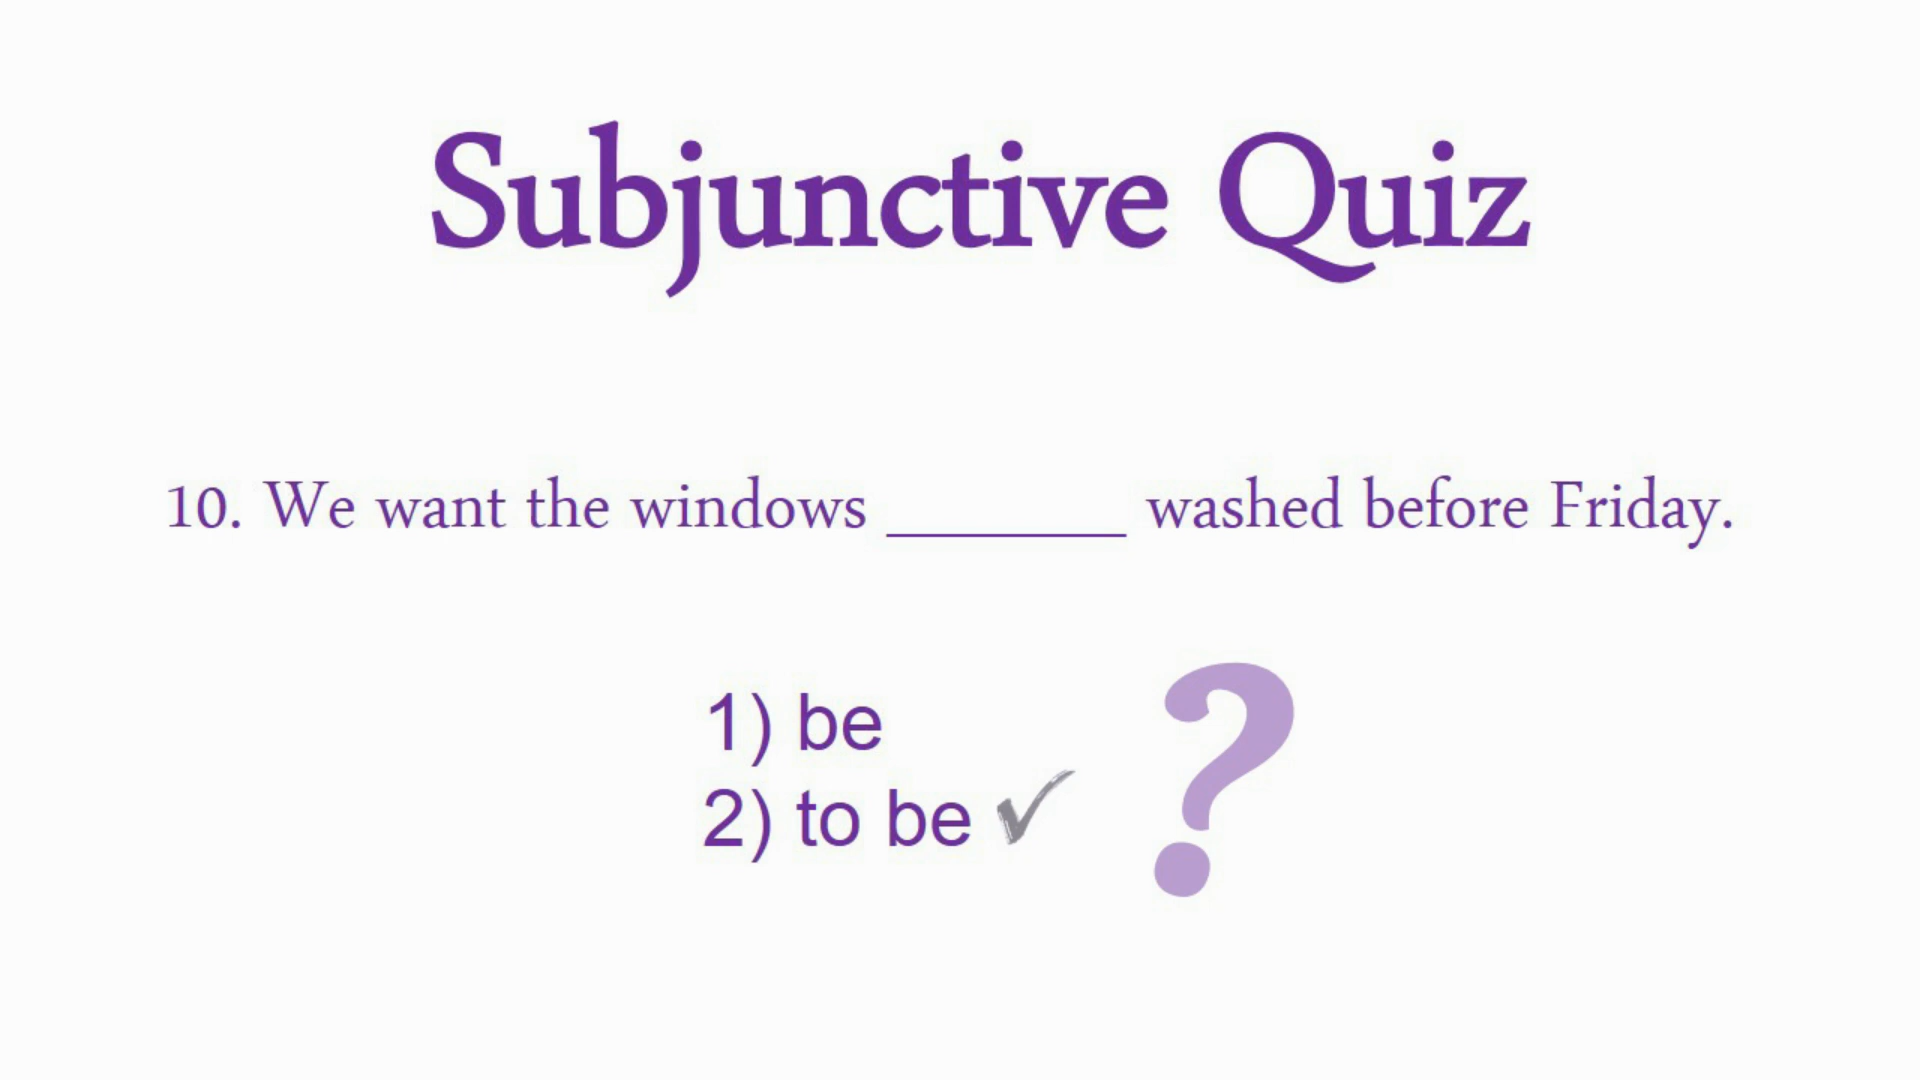 Subjunctive Quiz
10. We want the windows ________ washed before Friday.
1) be
2) to be ✓
?